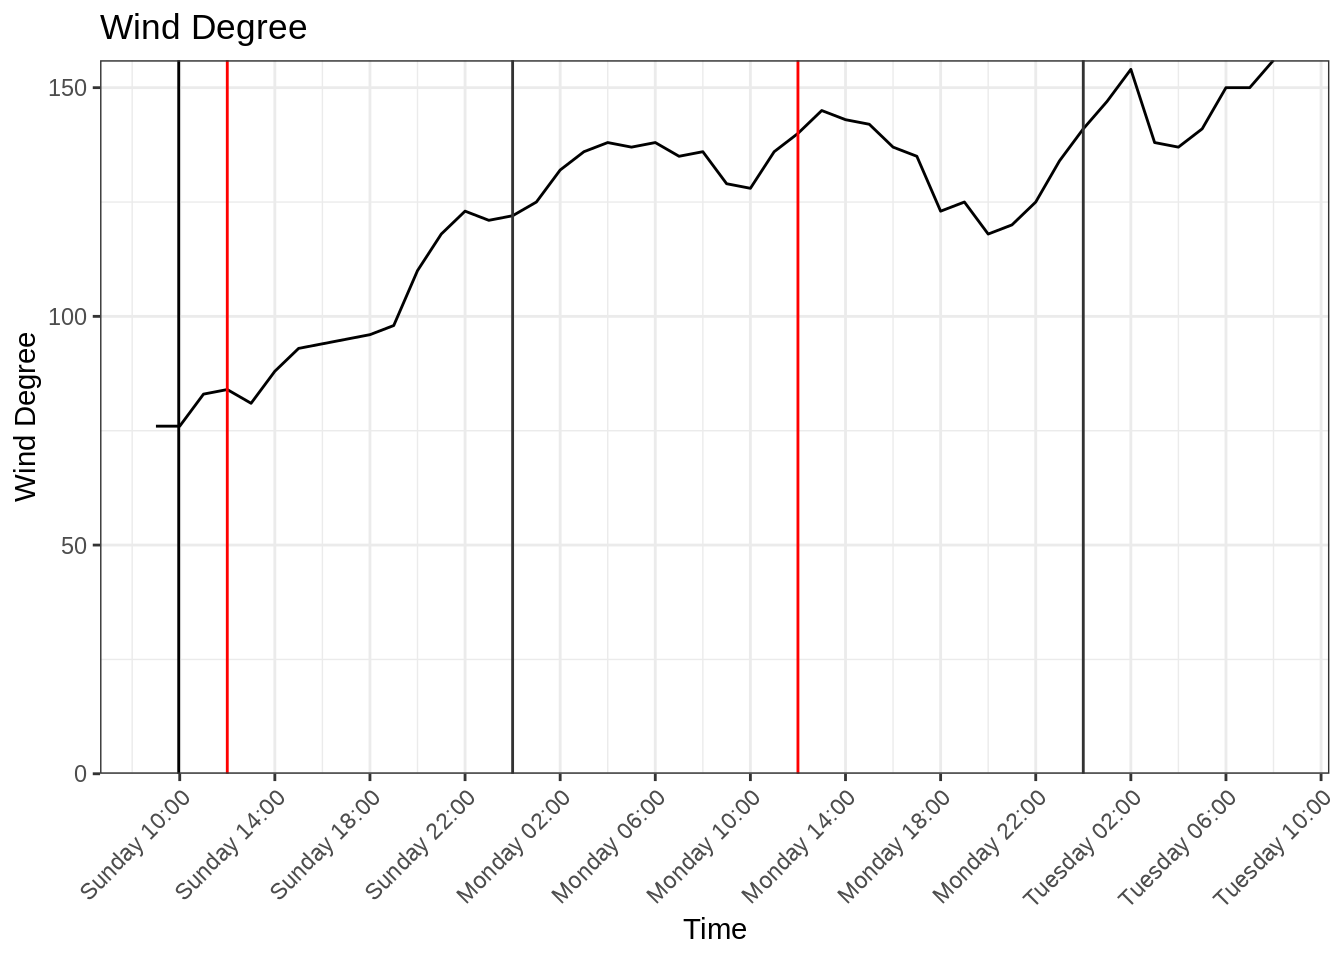 Wind Degree
150
100
50
0
Wind Degree
Sunday 10:00
Sunday 14:00
Sunday 18:00
Sunday 22:00
Monday 02:00
Monday 06:00
Monday 10:00
Monday 14:00
Monday 18:00
Monday 22:00
Tuesday 02:00
Tuesday 06:00
Tuesday 10:00
Time